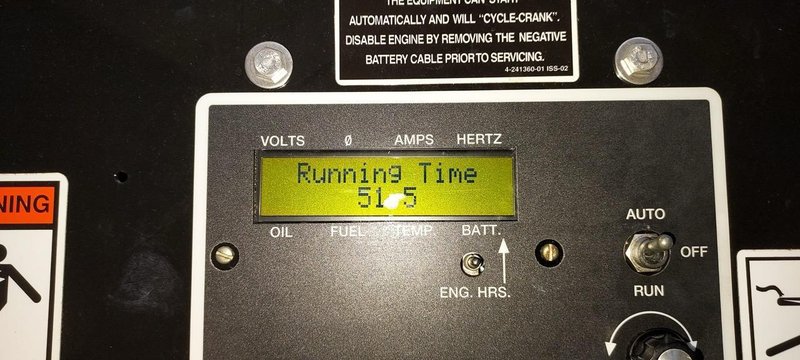 THE EQUIPMENT CAN START
AUTOMATICALLY AND WILL "CYCLE-CRANK".
DISABLE ENGINE BY REMOVING THE NEGATIVE
BATTERY CABLE PRIOR TO SERVICING.
4-241360-01 ISS-02
VOLTS Ø AMPS HERTZ
Running Time
51.5
OIL FUEL TEMP. BATT.
ENG. HRS.
AUTO
OFF
RUN
NING